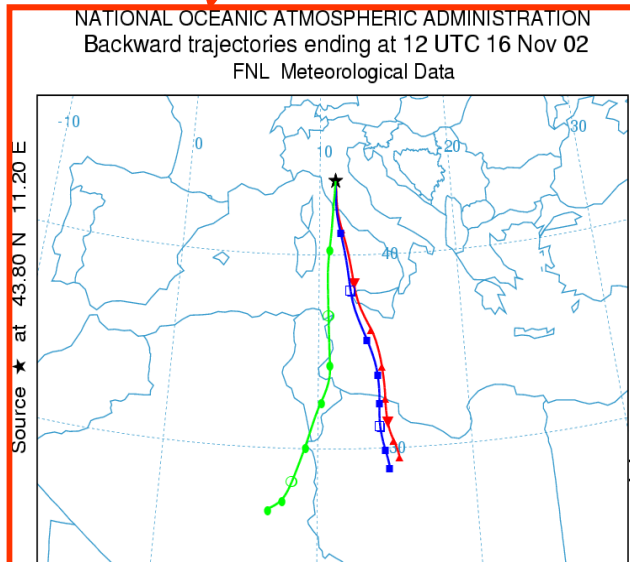 NATIONAL OCEANIC ATMOSPHERIC ADMINISTRATION
Backward trajectories ending at 12 UTC 16 Nov 02
FNL Meteorological Data
Source ★ at 43.80 N 11.20 E
-10
0
10
20
30
40
30